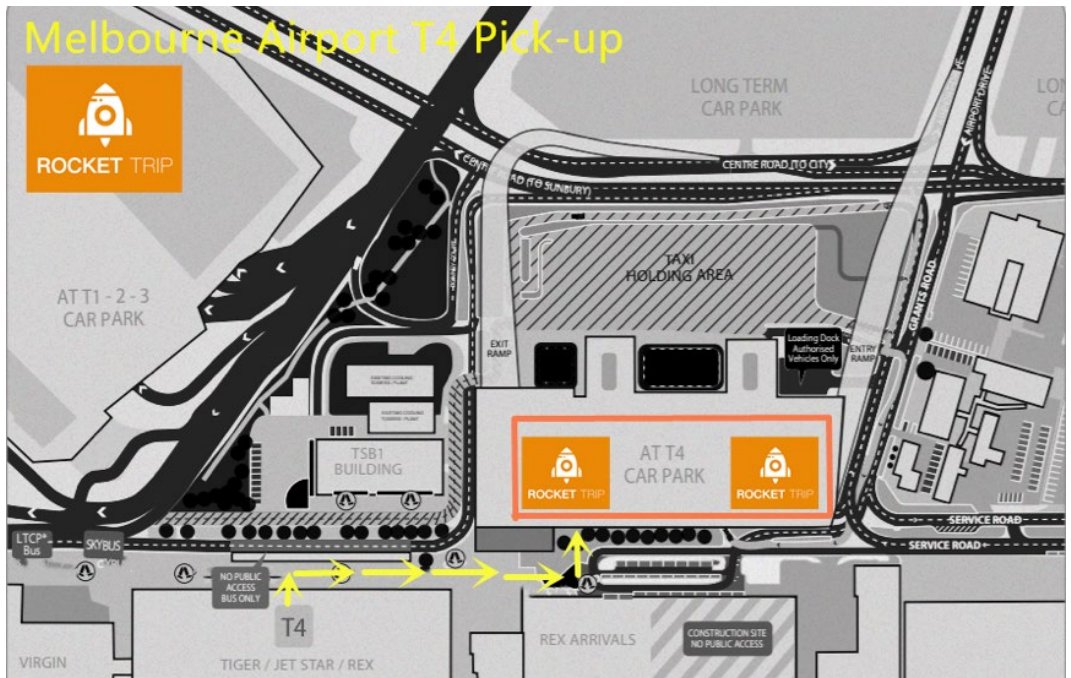 Melbourne Airport T4 Pick-up
ROCKET TRIP
LONG TERM
CAR PARK
AIRPORT DRIVE
CENTRE ROAD (TO CITY)
CENTRE ROAD (TO SUNBURY)
TAXI
HOLDING AREA
GRANTS ROAD
AT T1 - 2 - 3
CAR PARK
EXIT
RAMP
Loading Dock
Authorised
Vehicles Only
ENTRY
RAMP
TSB1
BUILDING
ROCKET TRIP
AT T4
CAR PARK
ROCKET TRIP
SERVICE ROAD
SERVICE ROAD
LTCP*
Bus
SKYBUS
NO PUBLIC
ACCESS
BUS ONLY
T4
TIGER / JET STAR / REX
VIRGIN
REX ARRIVALS
CONSTRUCTION SITE
NO PUBLIC ACCESS